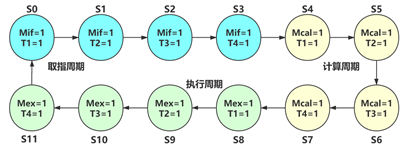 S0 S1 S2 S3 S4 S5
Mif=1 Mif=1 Mif=1 Mif=1 Mcal=1 Mcal=1
T1=1 T2=1 T3=1 T4=1 T1=1 T2=1
取指周期 计算周期
执行周期
Mex=1 Mex=1 Mex=1 Mex=1 Mcal=1 Mcal=1
T4=1 T3=1 T2=1 T1=1 T4=1 T3=1
S11 S10 S9 S8 S7 S6